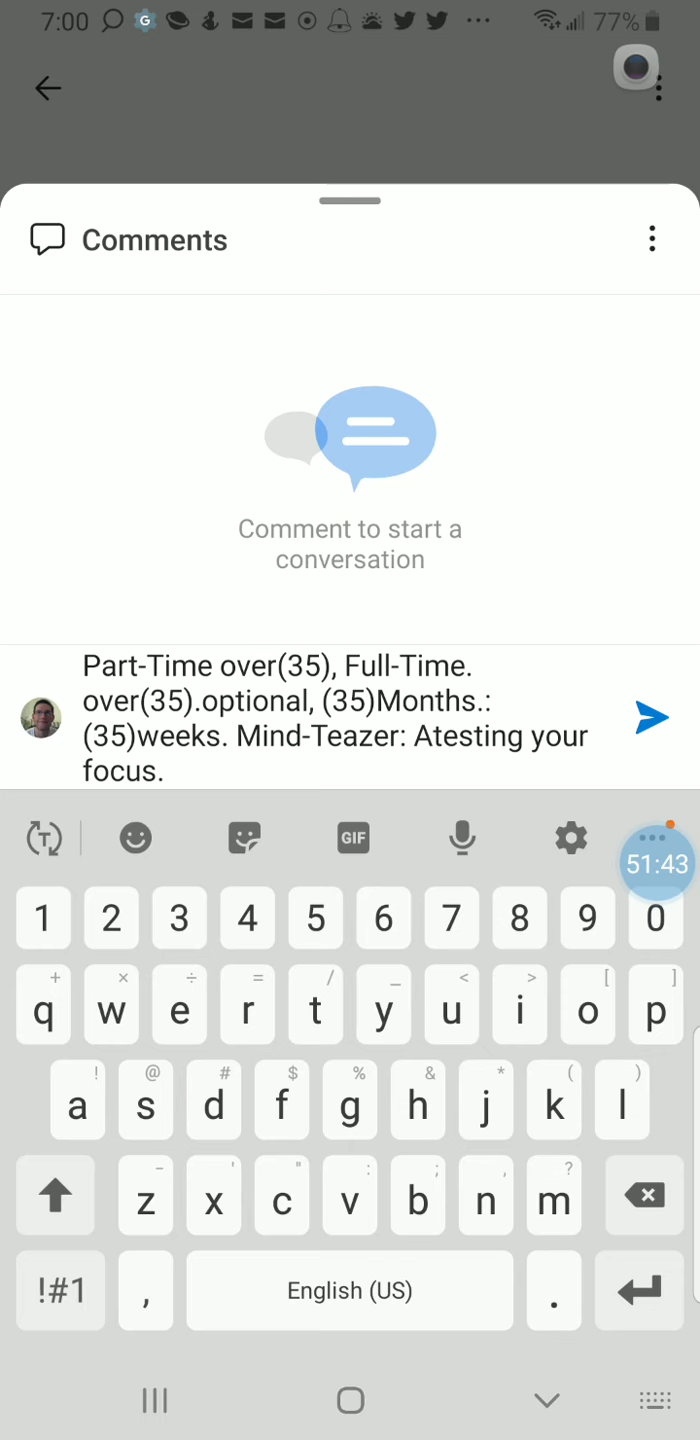 7:00 G 77%
Comments
Comment to start a
conversation
Part-Time over(35), Full-Time.
over(35).optional, (35)Months.:
(35)weeks. Mind-Teazer: Atesting your
focus.
T GIF
51:43
1 2 3 4 5 6 7 8 9 0
+ × ÷ = / _ < > [ ]
q w e r t y u i o p
! @ # $ % & * ( )
a s d f g h j k l
- ' " : ; , ?
z x c v b n m
!#1 , English (US) .